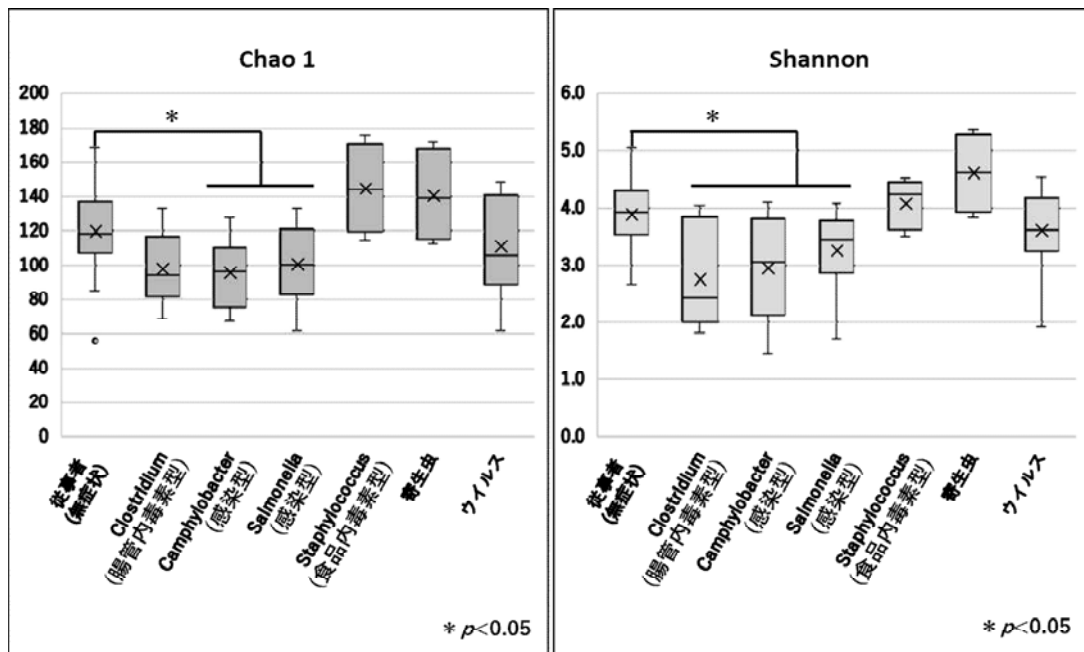 Chao 1
200
180
160
140
120
100
80
60
40
20
0
*
従事者
(無症状)
Clostridium
(腸管内毒素型)
Camphylobacter
(感染型)
Salmonella
(感染型)
Staphylococcus
(食品内毒素型)
寄生虫
ウイルス
* p<0.05
Shannon
6.0
5.0
4.0
3.0
2.0
1.0
0.0
*
従事者
(無症状)
Clostridium
(腸管内毒素型)
Camphylobacter
(感染型)
Salmonella
(感染型)
Staphylococcus
(食品内毒素型)
寄生虫
ウイルス
* p<0.05